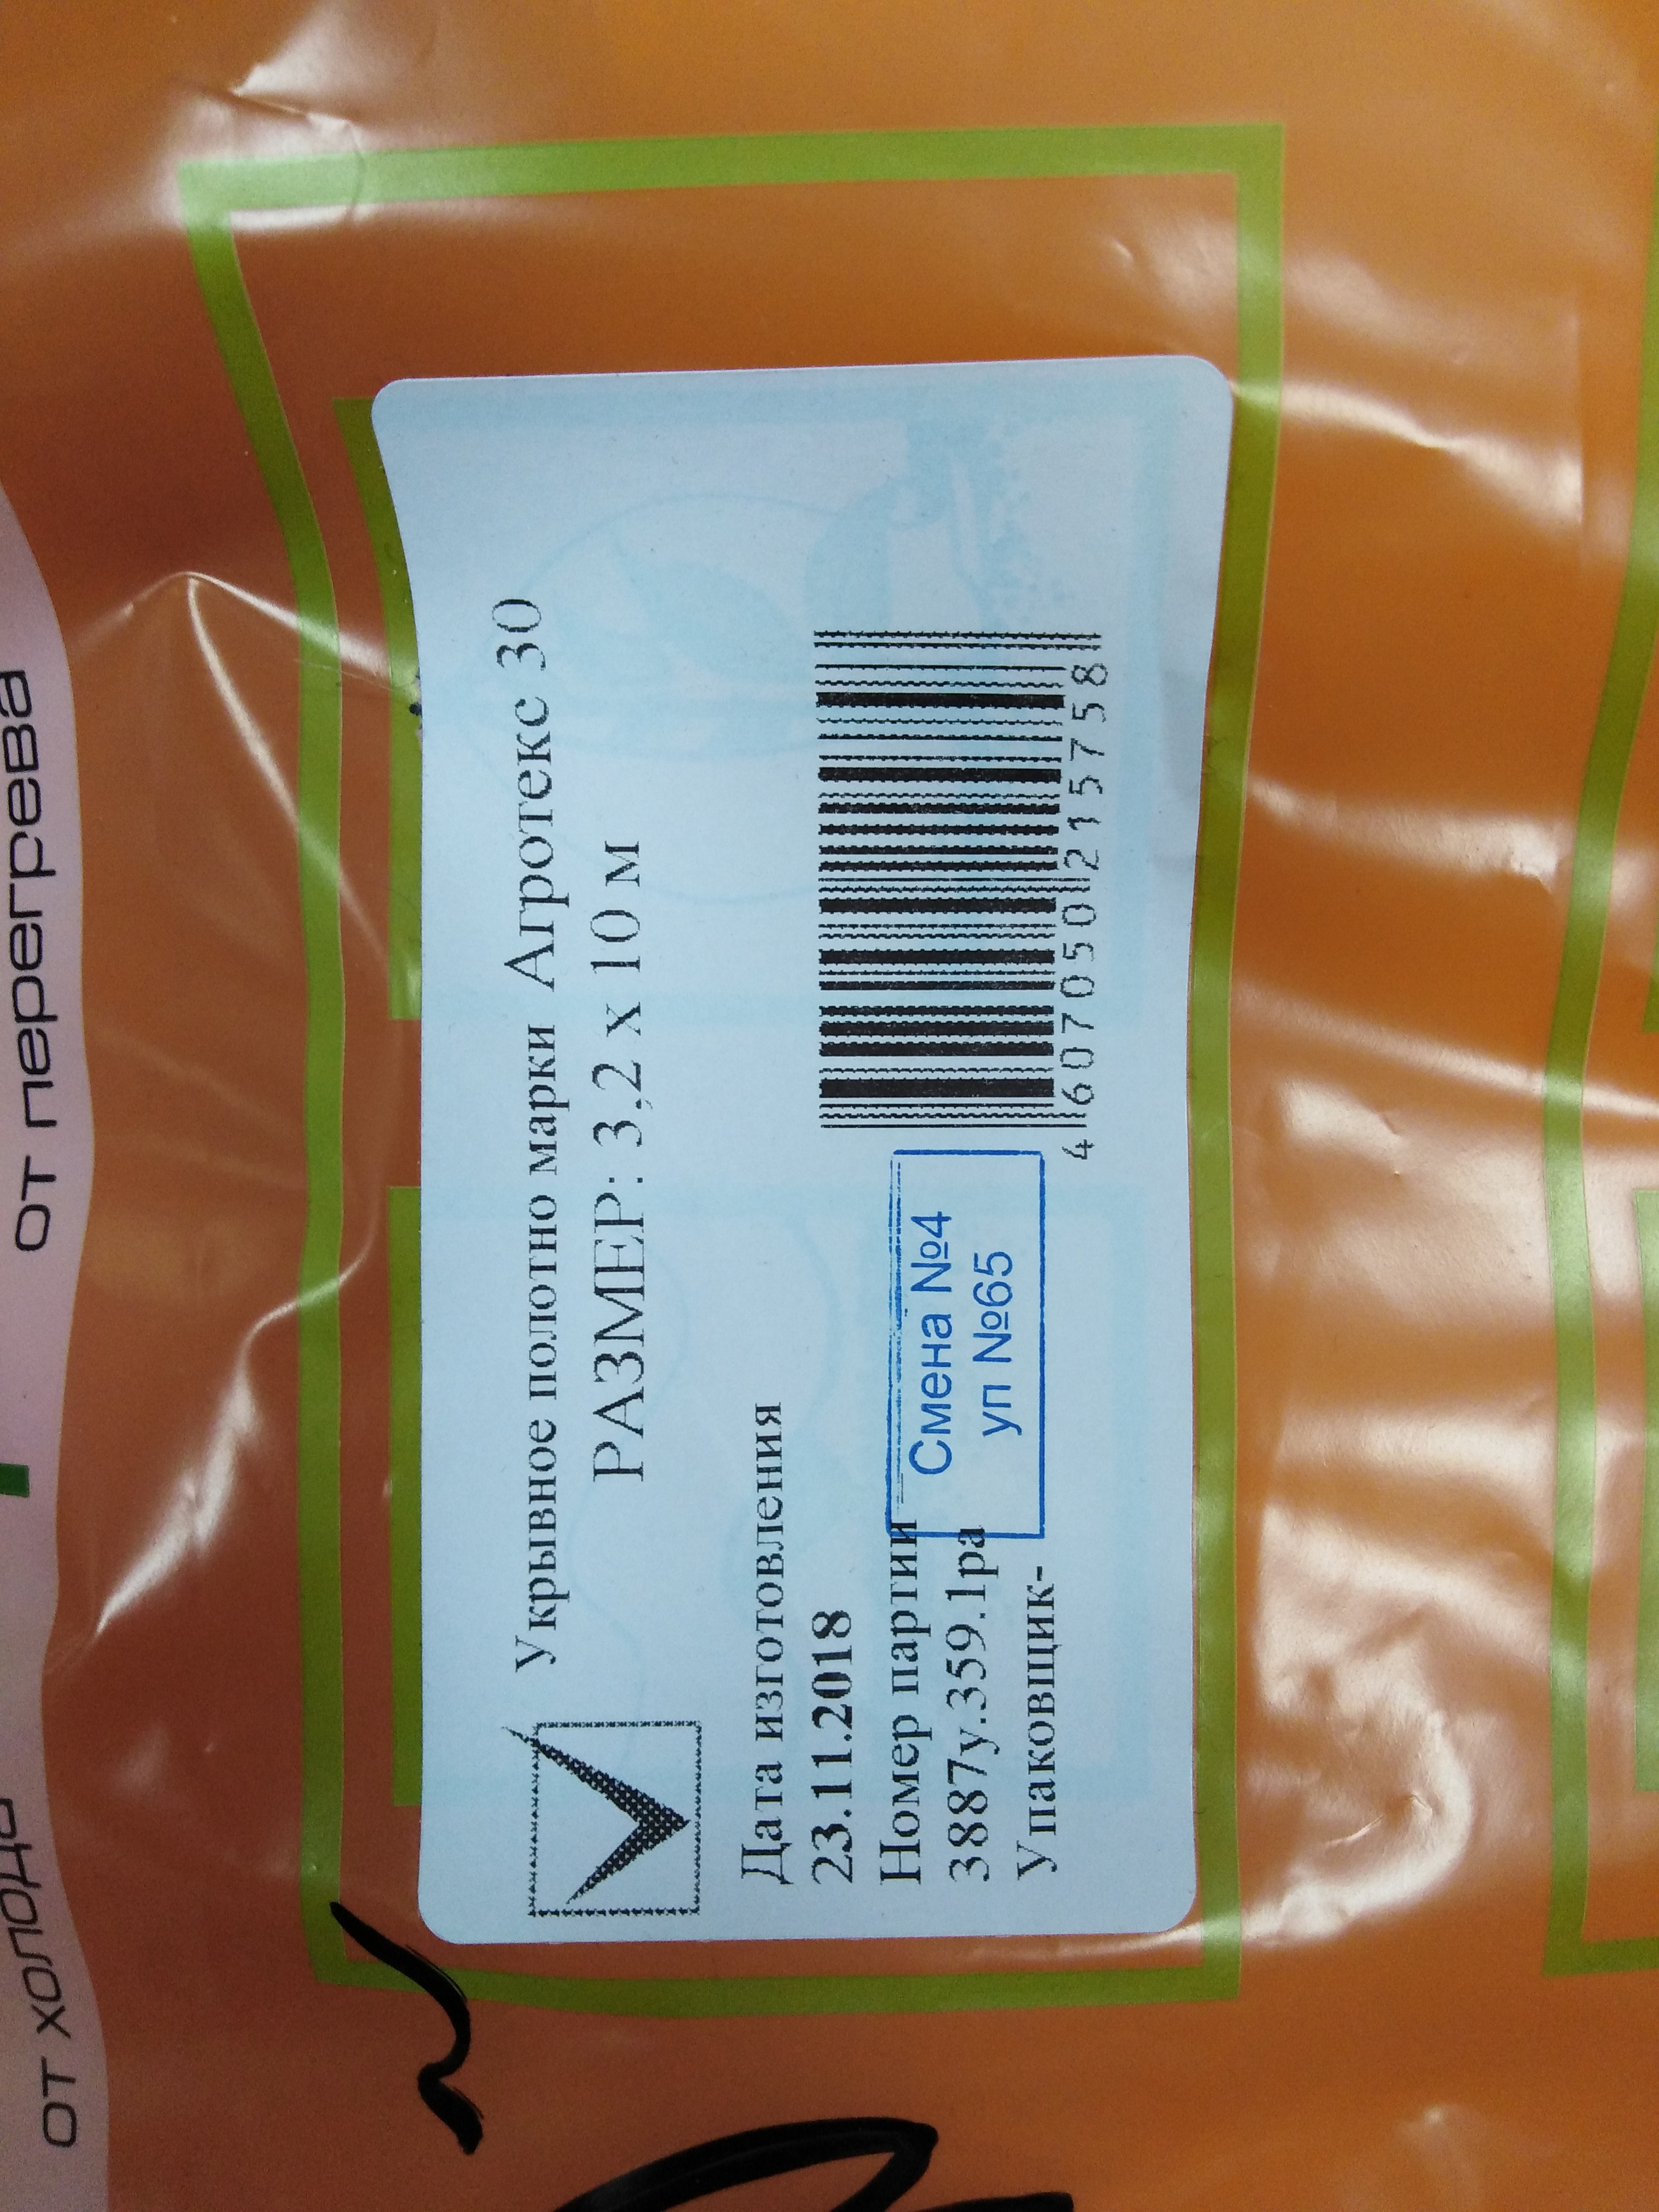 от холода
от перегрева
Укрывное полотно марки Агротекс 30
РАЗМЕР: 3,2 х 10 м
Дата изготовления
23.11.2018
Номер партии
3887у.359.1ра
Упаковщик-
Смена №4
уп №65
4 607050 215758